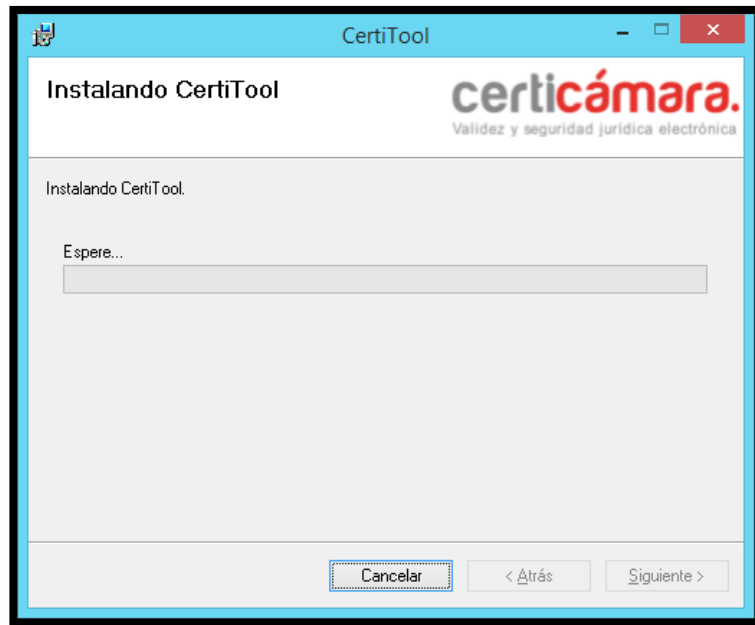 CertiTool
Instalando CertiTool
certicámara.
Validez y seguridad jurídica electrónica
Instalando CertiTool.
Espere...
Cancelar
< Atrás
Siguiente >